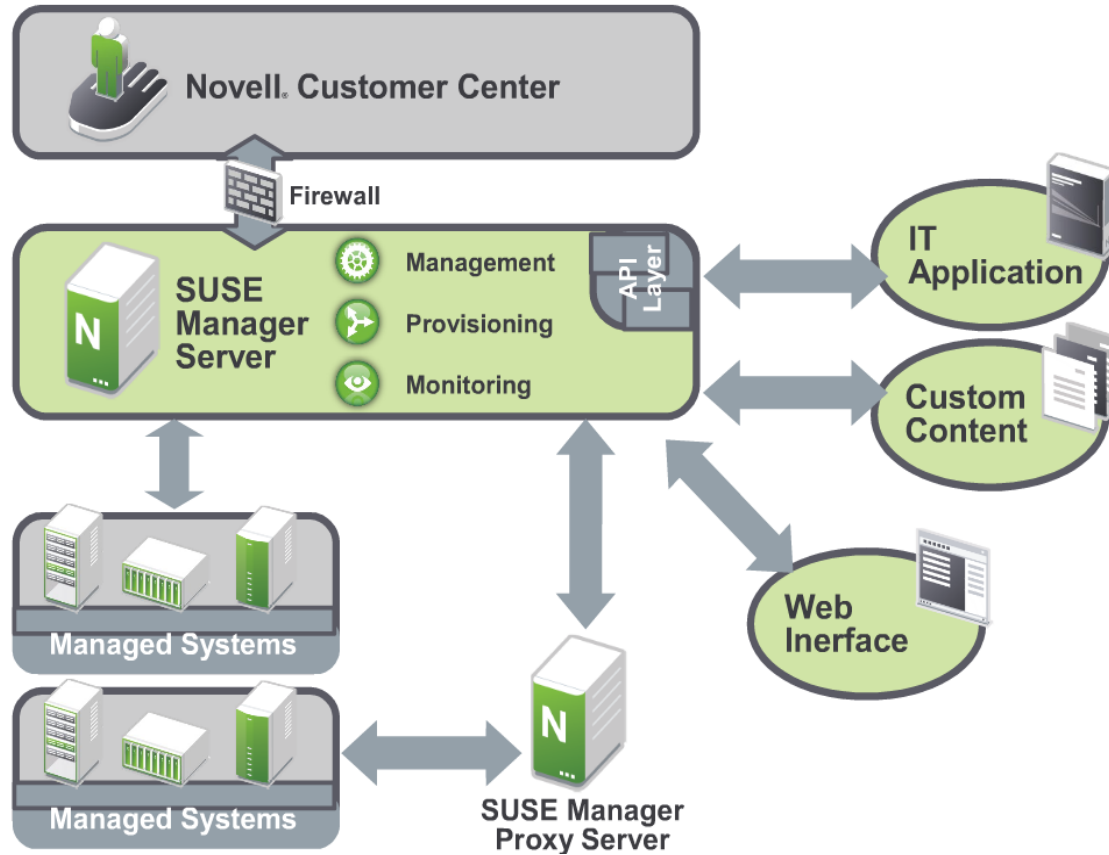 Novell® Customer Center
Firewall
SUSE
Manager
Server
N
Management
Provisioning
Monitoring
API
Layer
IT
Application
Custom
Content
Web
Inerface
Managed Systems
Managed Systems
N
SUSE Manager
Proxy Server